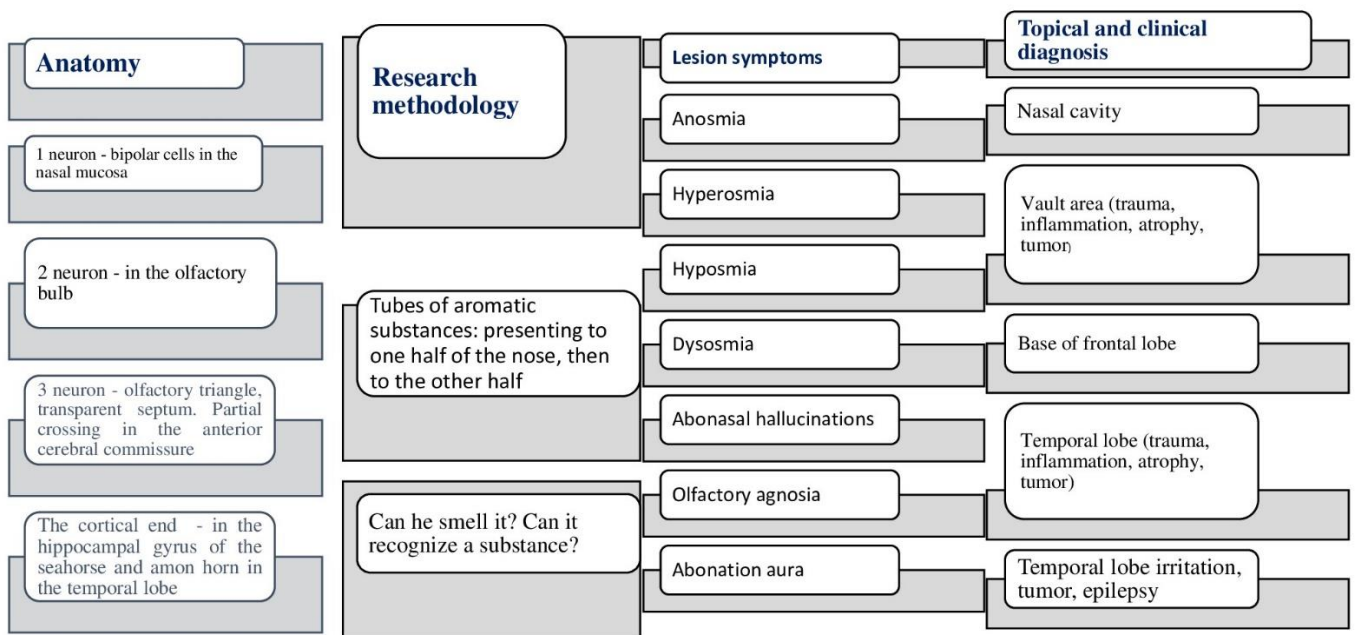 Anatomy
1 neuron - bipolar cells in the
nasal mucosa
2 neuron - in the olfactory
bulb
3 neuron - olfactory triangle,
transparent septum. Partial
crossing in the anterior
cerebral commissure
The cortical end - in the
hippocampal gyrus of the
seahorse and amon horn in
the temporal lobe
Research
methodology
Tubes of aromatic
substances: presenting to
one half of the nose, then
to the other half
Can he smell it? Can it
recognize a substance?
Lesion symptoms
Anosmia
Hyperosmia
Hyposmia
Dysosmia
Abonasal hallucinations
Olfactory agnosia
Abonation aura
Topical and clinical
diagnosis
Nasal cavity
Vault area (trauma,
inflammation, atrophy,
tumor)
Base of frontal lobe
Temporal lobe (trauma,
inflammation, atrophy,
tumor)
Temporal lobe irritation,
tumor, epilepsy